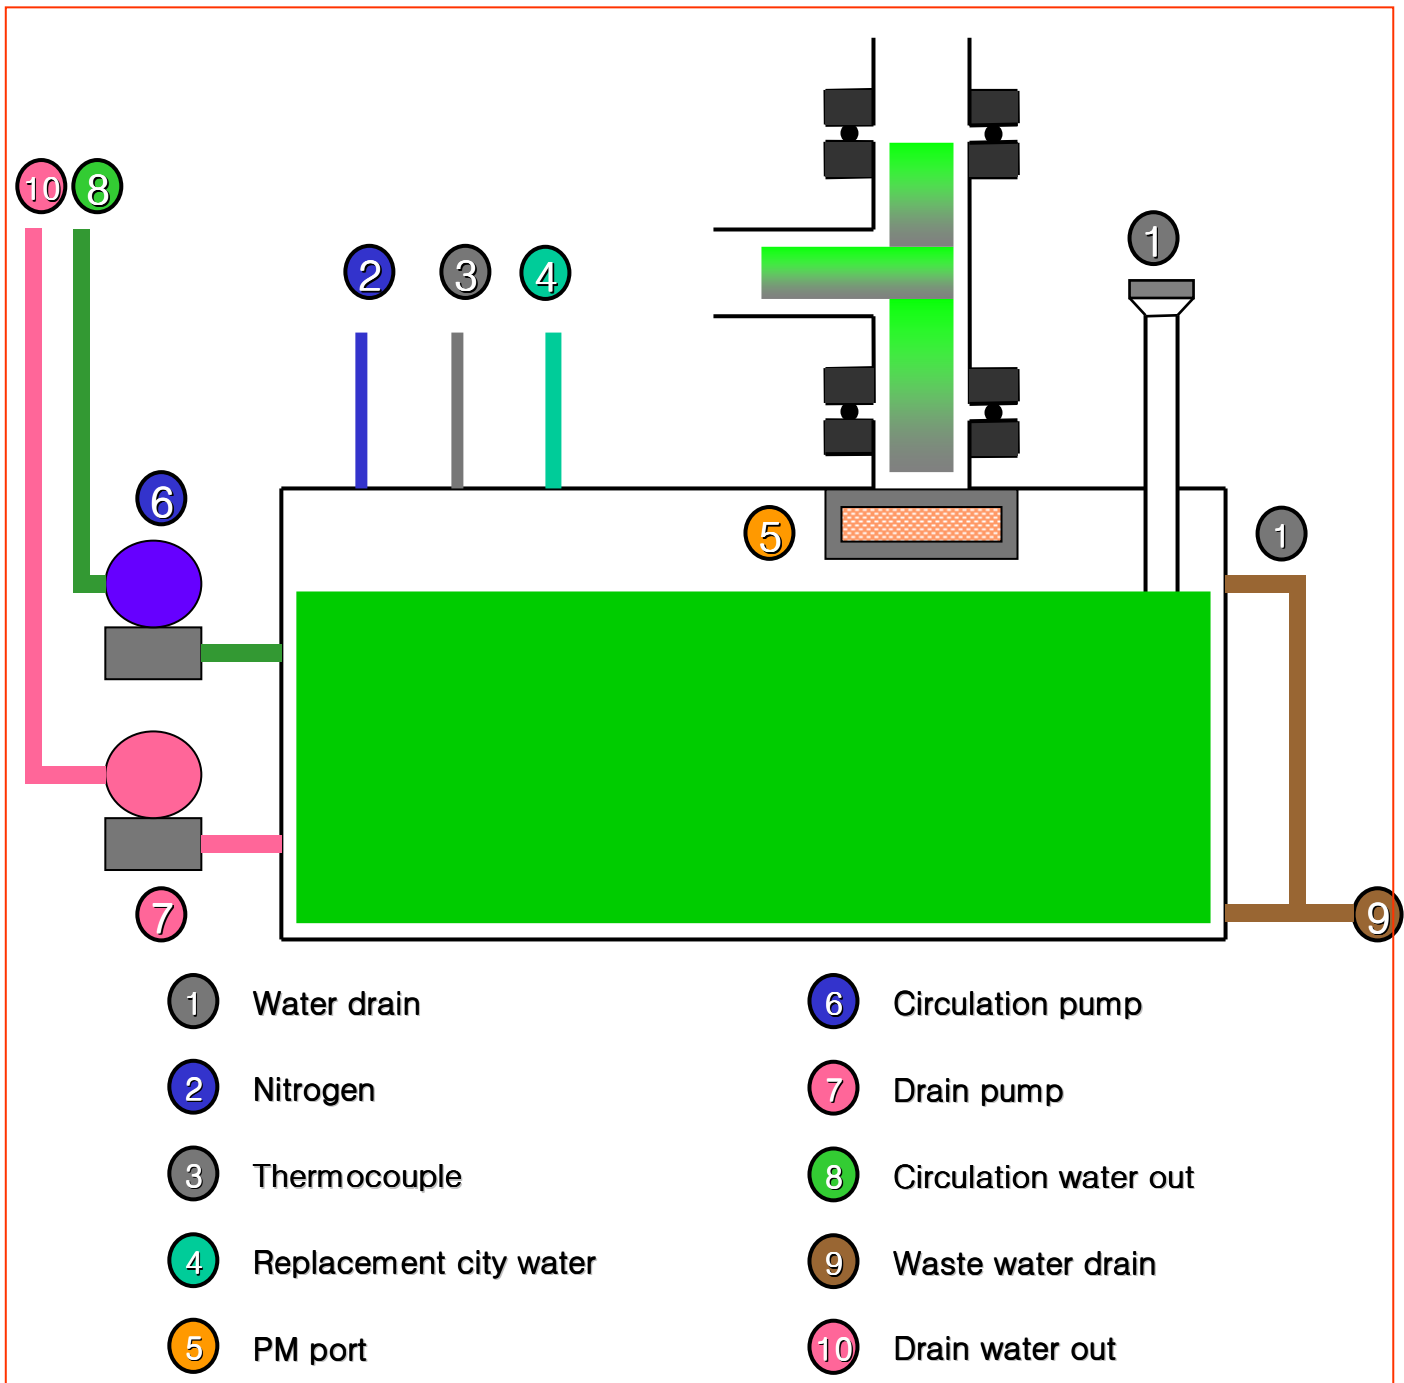 10 8
1
2 3 4
6
5
1
7
9
1 Water drain
6 Circulation pump
2 Nitrogen
7 Drain pump
3 Thermocouple
8 Circulation water out
4 Replacement city water
9 Waste water drain
5 PM port
10 Drain water out